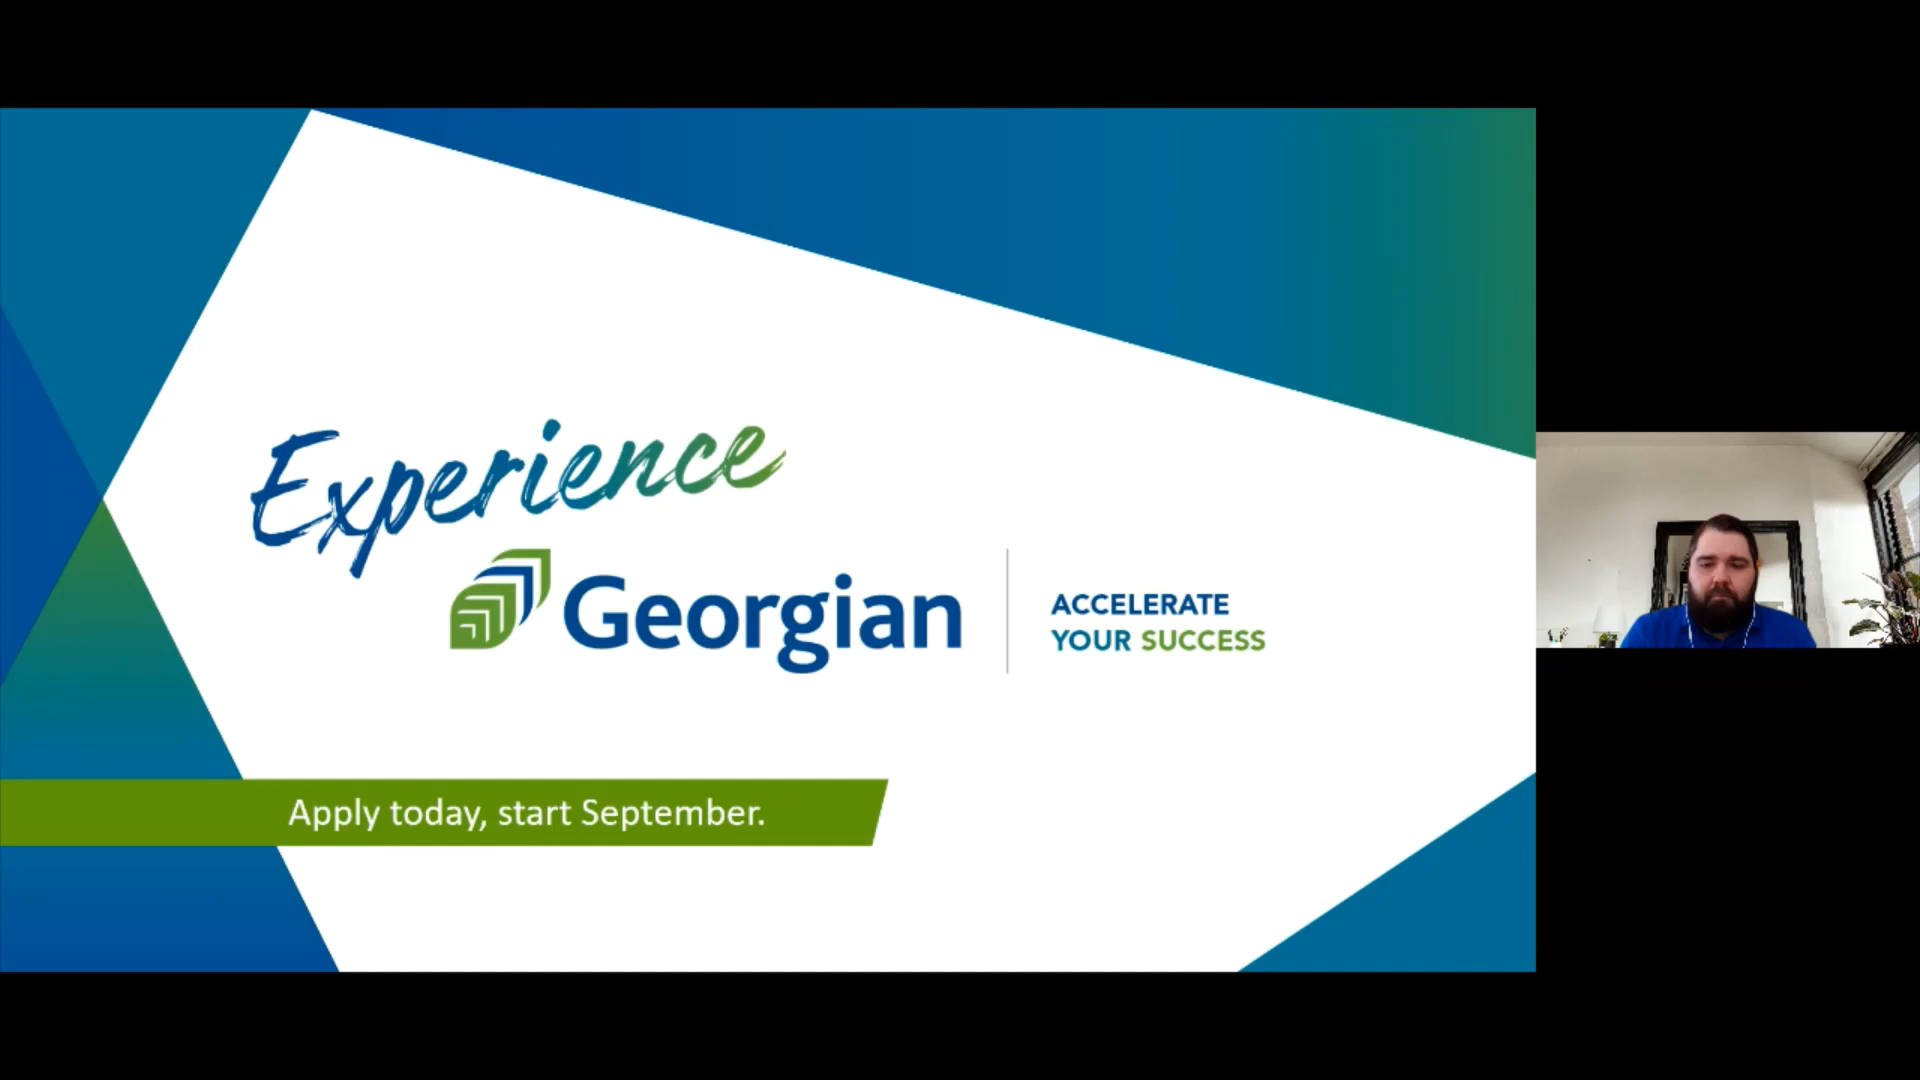 Experience
Georgian
ACCELERATE
YOUR SUCCESS
Apply today, start September.